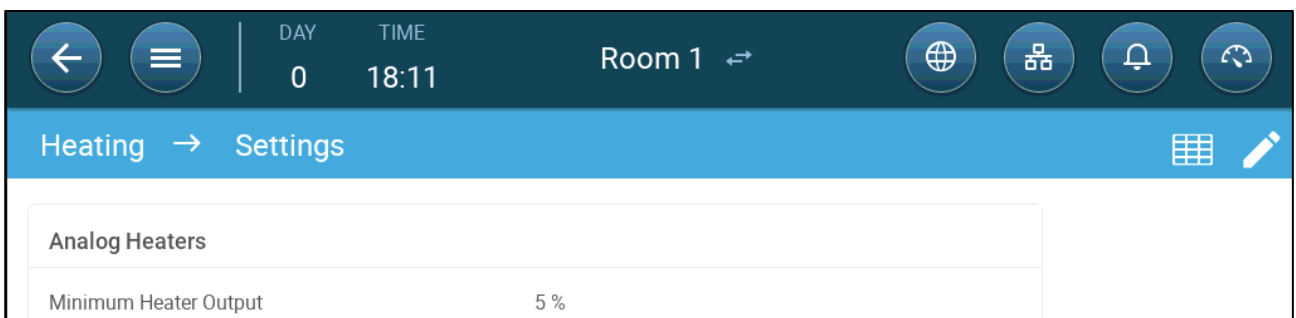 DAY TIME
0 18:11
Room 1
Heating → Settings
Analog Heaters
Minimum Heater Output 5 %